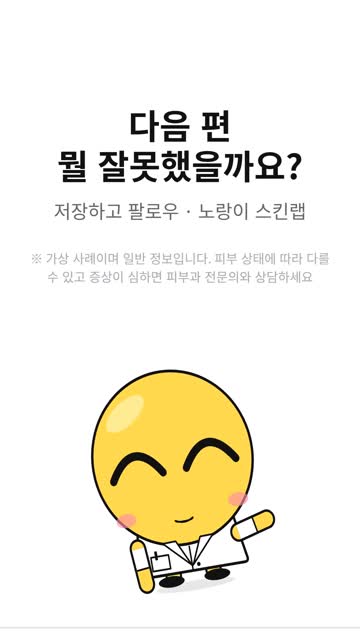 다음 편
뭘 잘못했을까요?
저장하고 팔로우 · 노랑이 스킨랩
※ 가상 사례이며 일반 정보입니다. 피부 상태에 따라 다를
수 있고 증상이 심하면 피부과 전문의와 상담하세요